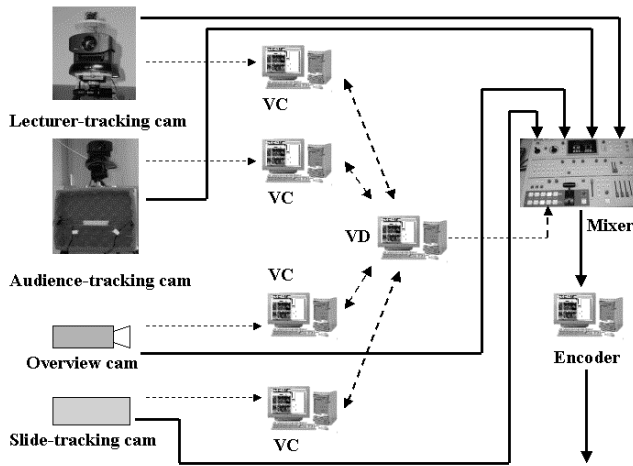 VC
Lecturer-tracking cam
VC
VD
Mixer
Audience-tracking cam
VC
Overview cam
Encoder
Slide-tracking cam
VC